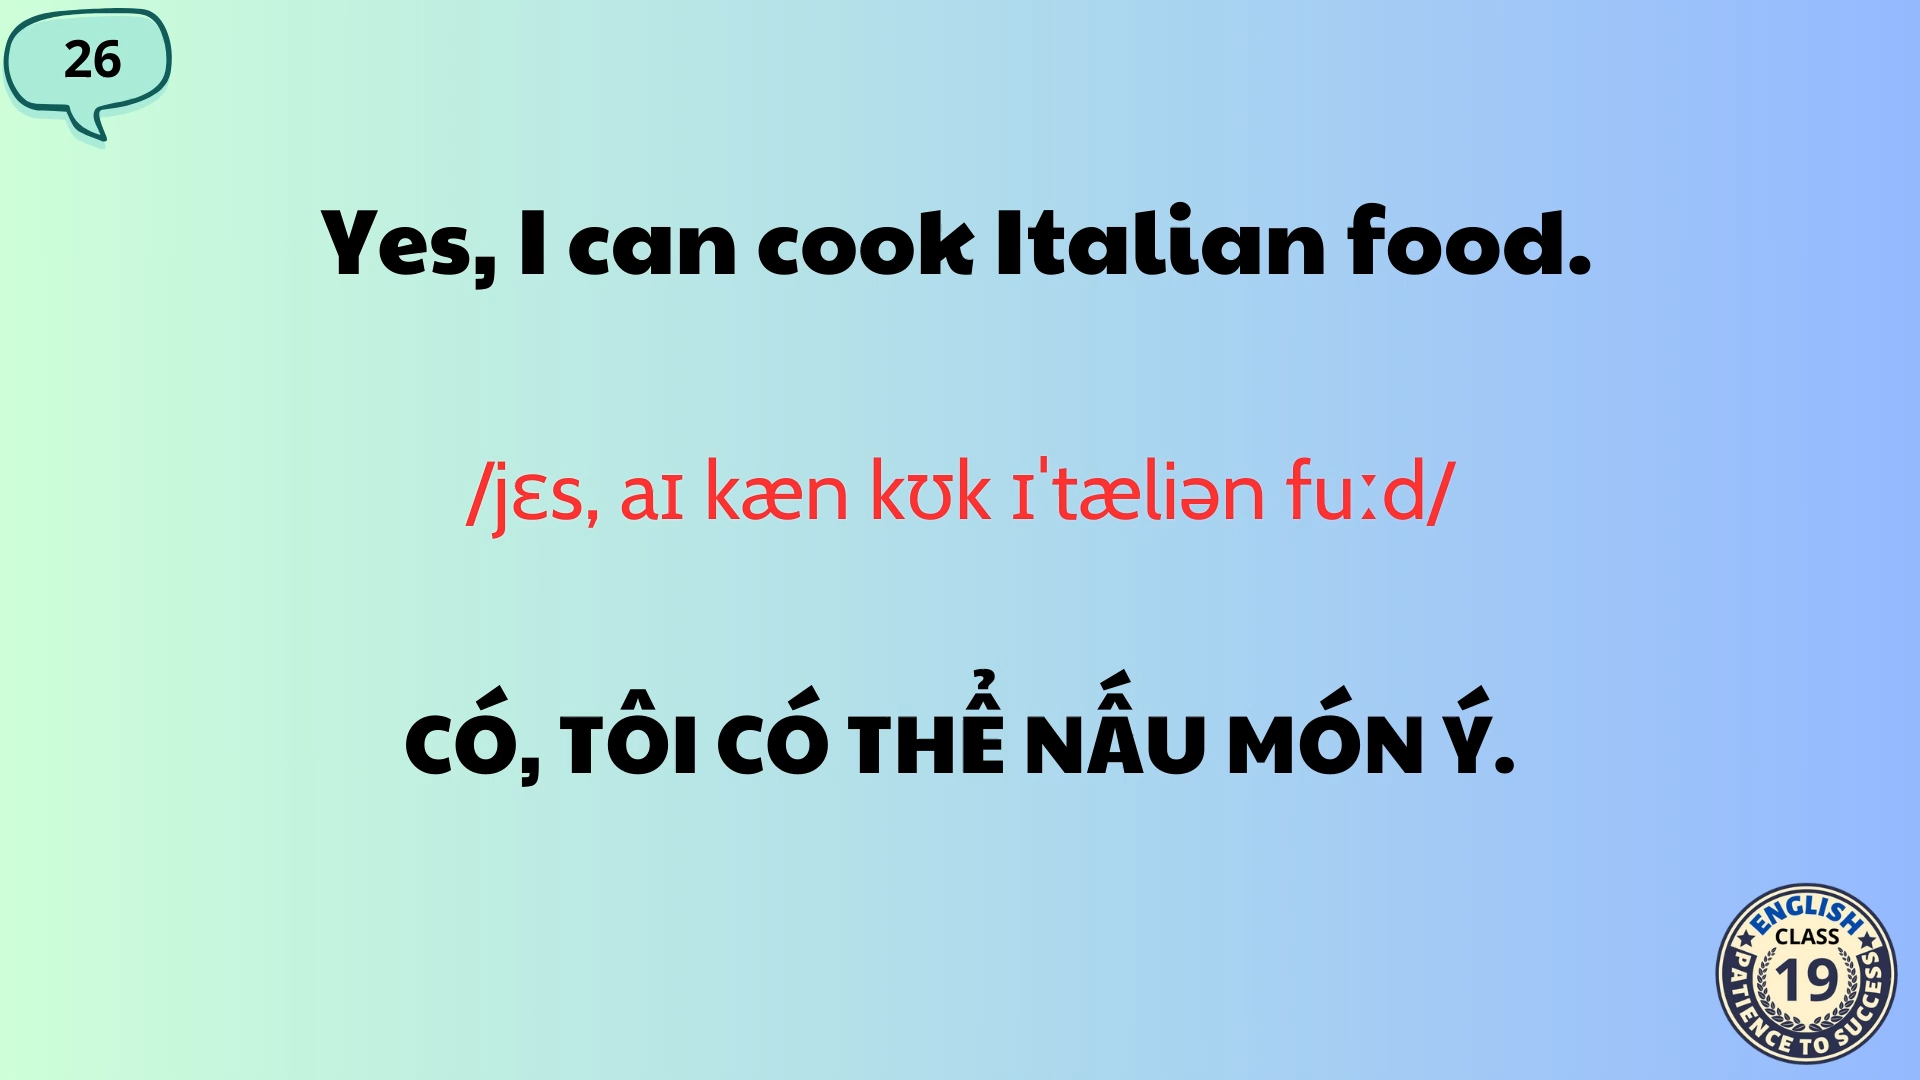 26
Yes, I can cook Italian food.
/jɛs, aɪ kæn kʊk ɪˈtæliən fuːd/
CÓ, TÔI CÓ THỂ NẤU MÓN Ý.
ENGLISH
CLASS
19
PATIENCE TO SUCCESS